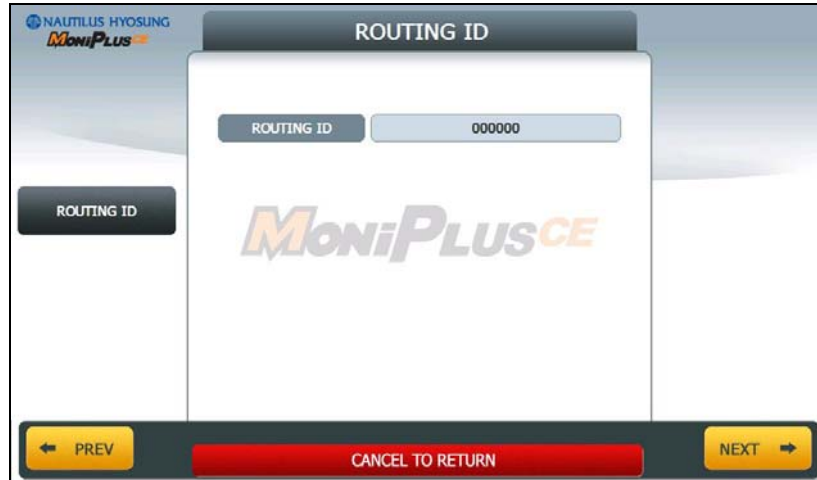 NAUTILUS HYOSUNG
MONIPLUS CE
ROUTING ID
ROUTING ID 000000
ROUTING ID
MONIPLUS CE
PREV
CANCEL TO RETURN
NEXT